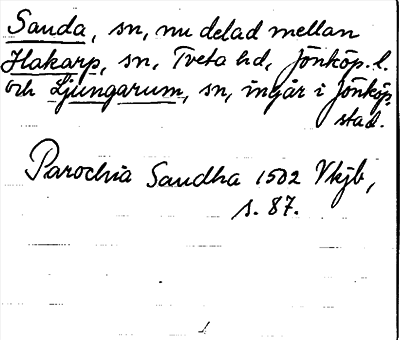 Sanda, sn, nu delad mellan
Hakarp, sn, Tveta hd, Jönköp. l.
och Ljungarum, sn, ingår i Jönköp.
stad.
Parochia Sandha 1502 Vkjb,
s. 87.